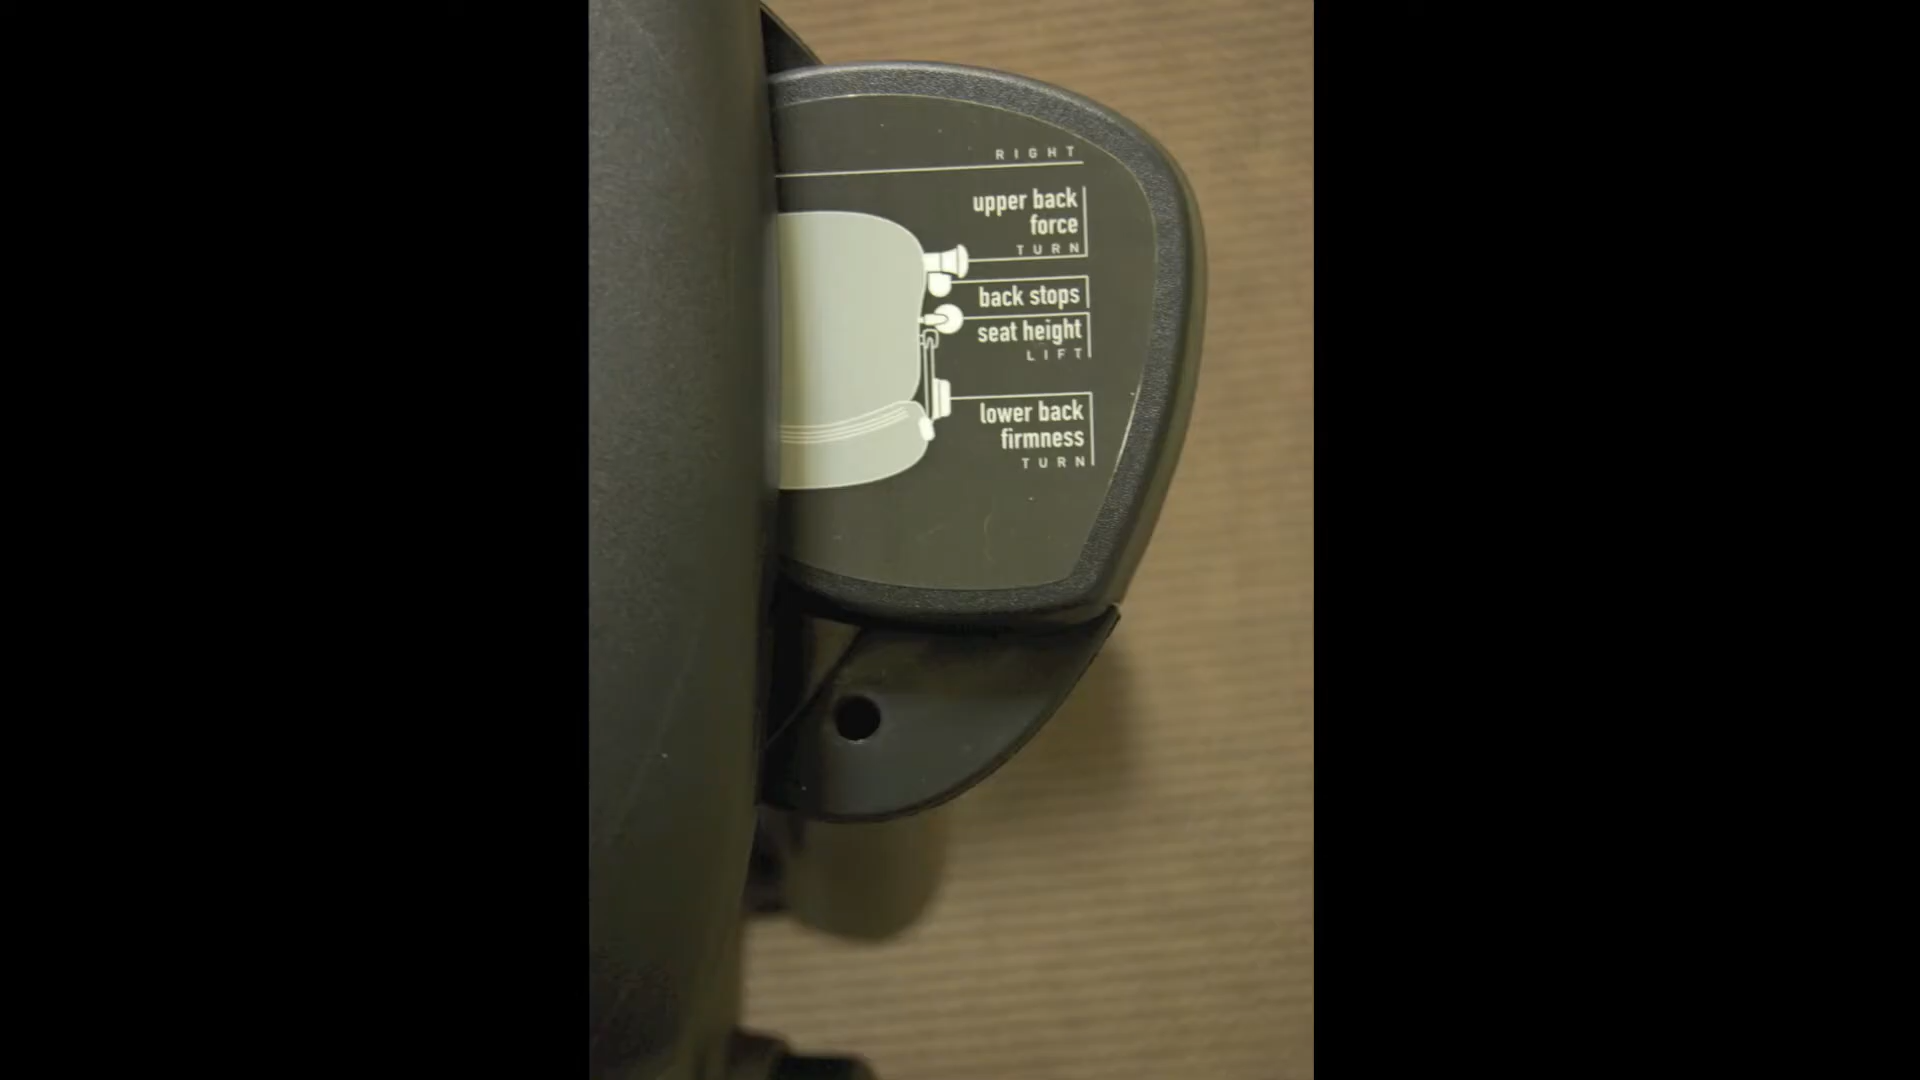 RIGHT
upper back
force
TURN
back stops
seat height
LIFT
lower back
firmness
TURN